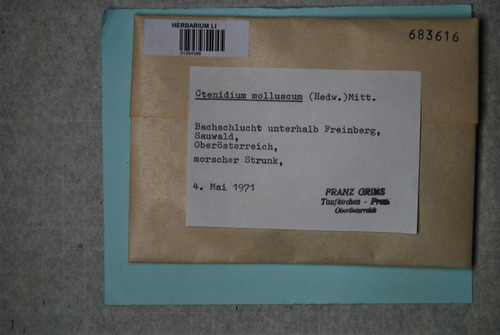 HERBARIUM LI
683616
Ctenidium molluscum (Hedw.)Mitt.
Bachschlucht unterhalb Freinberg,
Sauwald,
Oberösterreich,
morscher Strunk,
4. Mai 1971
FRANZ GRIMS
Taufkirchen - Pram
Oberösterreich